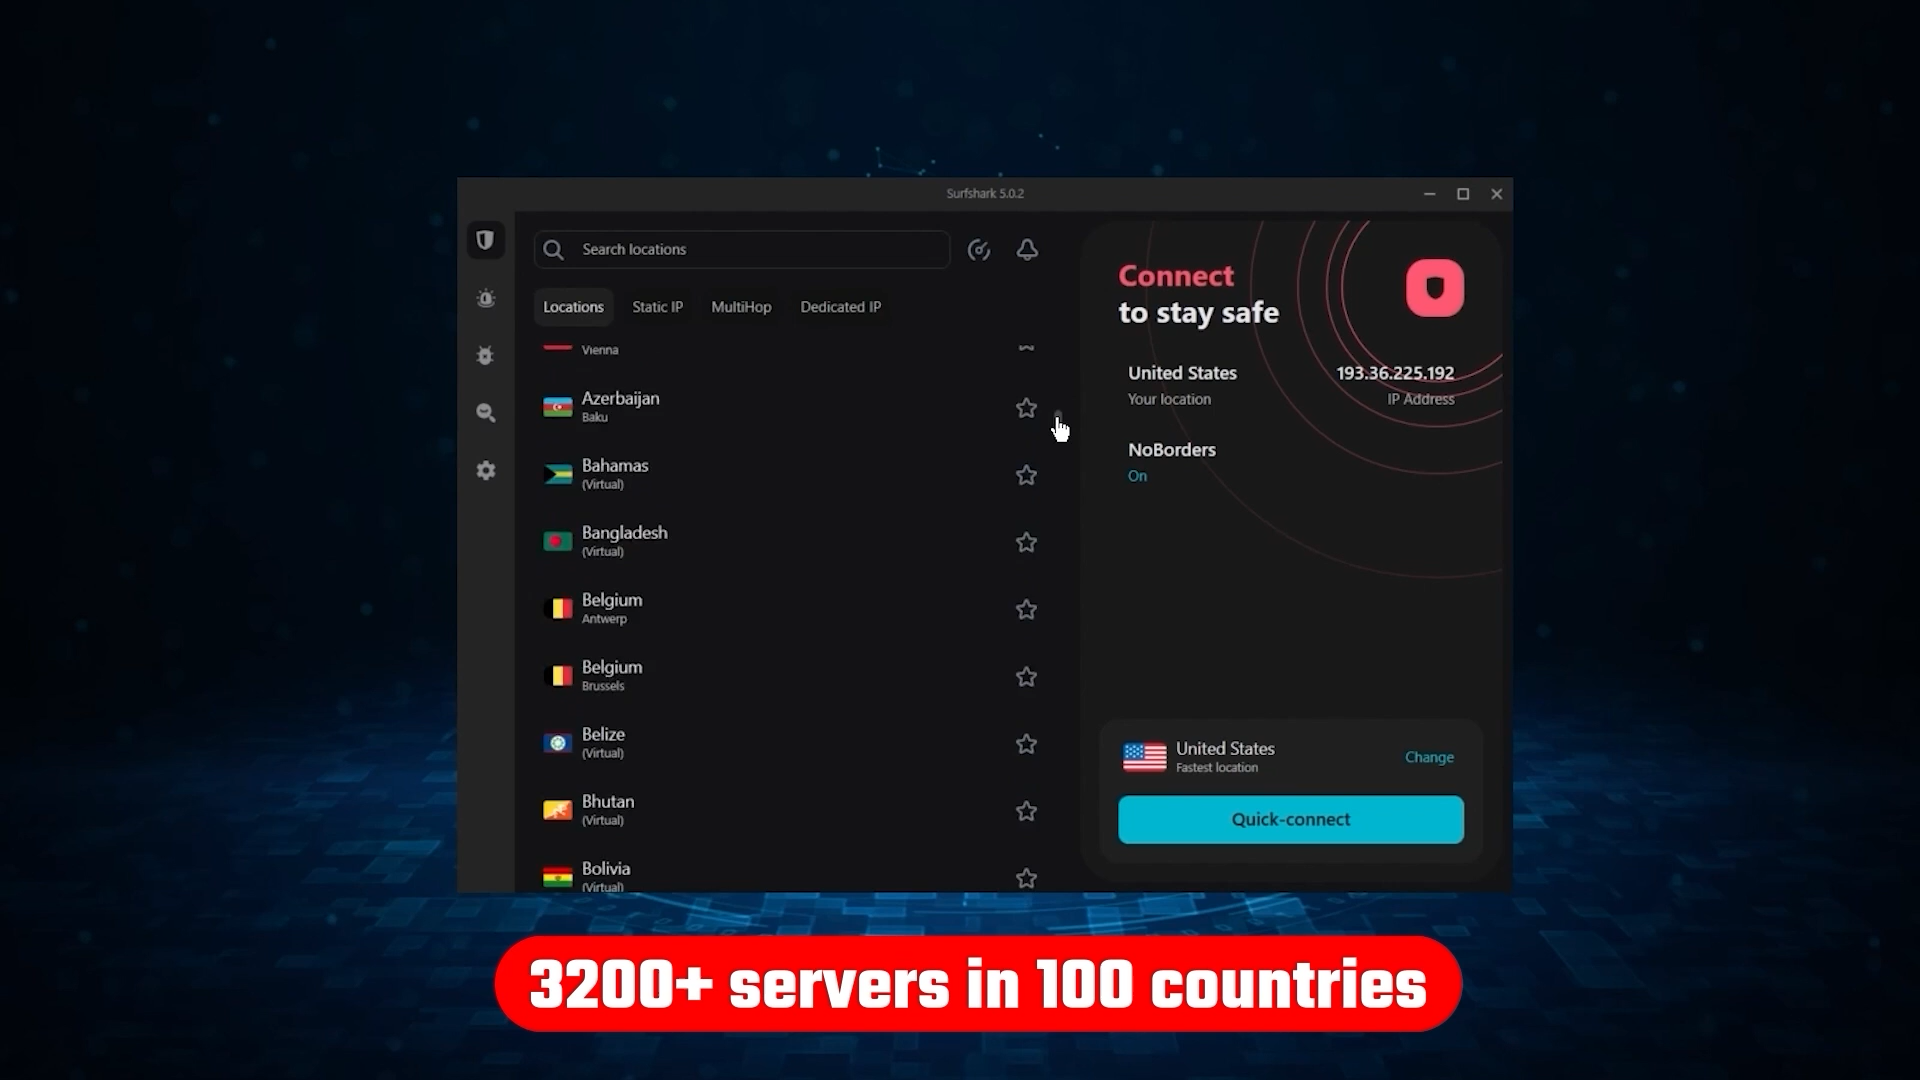 Surfshark 5.0.2
Search locations
Locations
Static IP
MultiHop
Dedicated IP
Vienna
Azerbaijan
Baku
Bahamas
(Virtual)
Bangladesh
(Virtual)
Belgium
Antwerp
Belgium
Brussels
Belize
(Virtual)
Bhutan
(Virtual)
Bolivia
(Virtual)
Connect
to stay safe
United States
193.36.225.192
Your location
IP Address
NoBorders
On
United States
Fastest location
Change
Quick-connect
3200+ servers in 100 countries